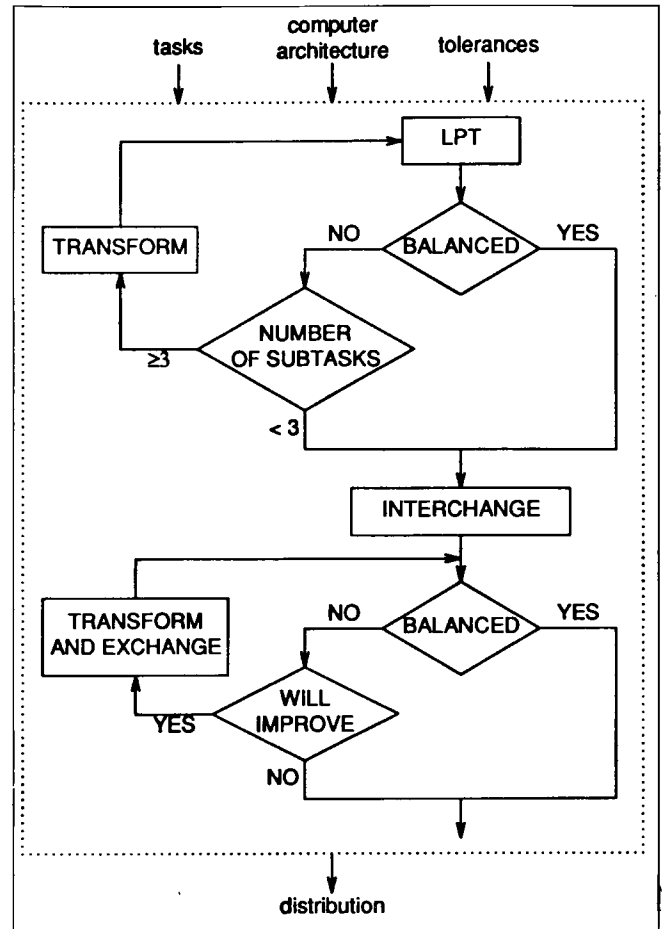 tasks
computer
architecture
tolerances
LPT
TRANSFORM
NO
BALANCED
YES
NUMBER
OF SUBTASKS
≥3
< 3
INTERCHANGE
TRANSFORM
AND EXCHANGE
NO
BALANCED
YES
WILL
IMPROVE
YES
NO
distribution